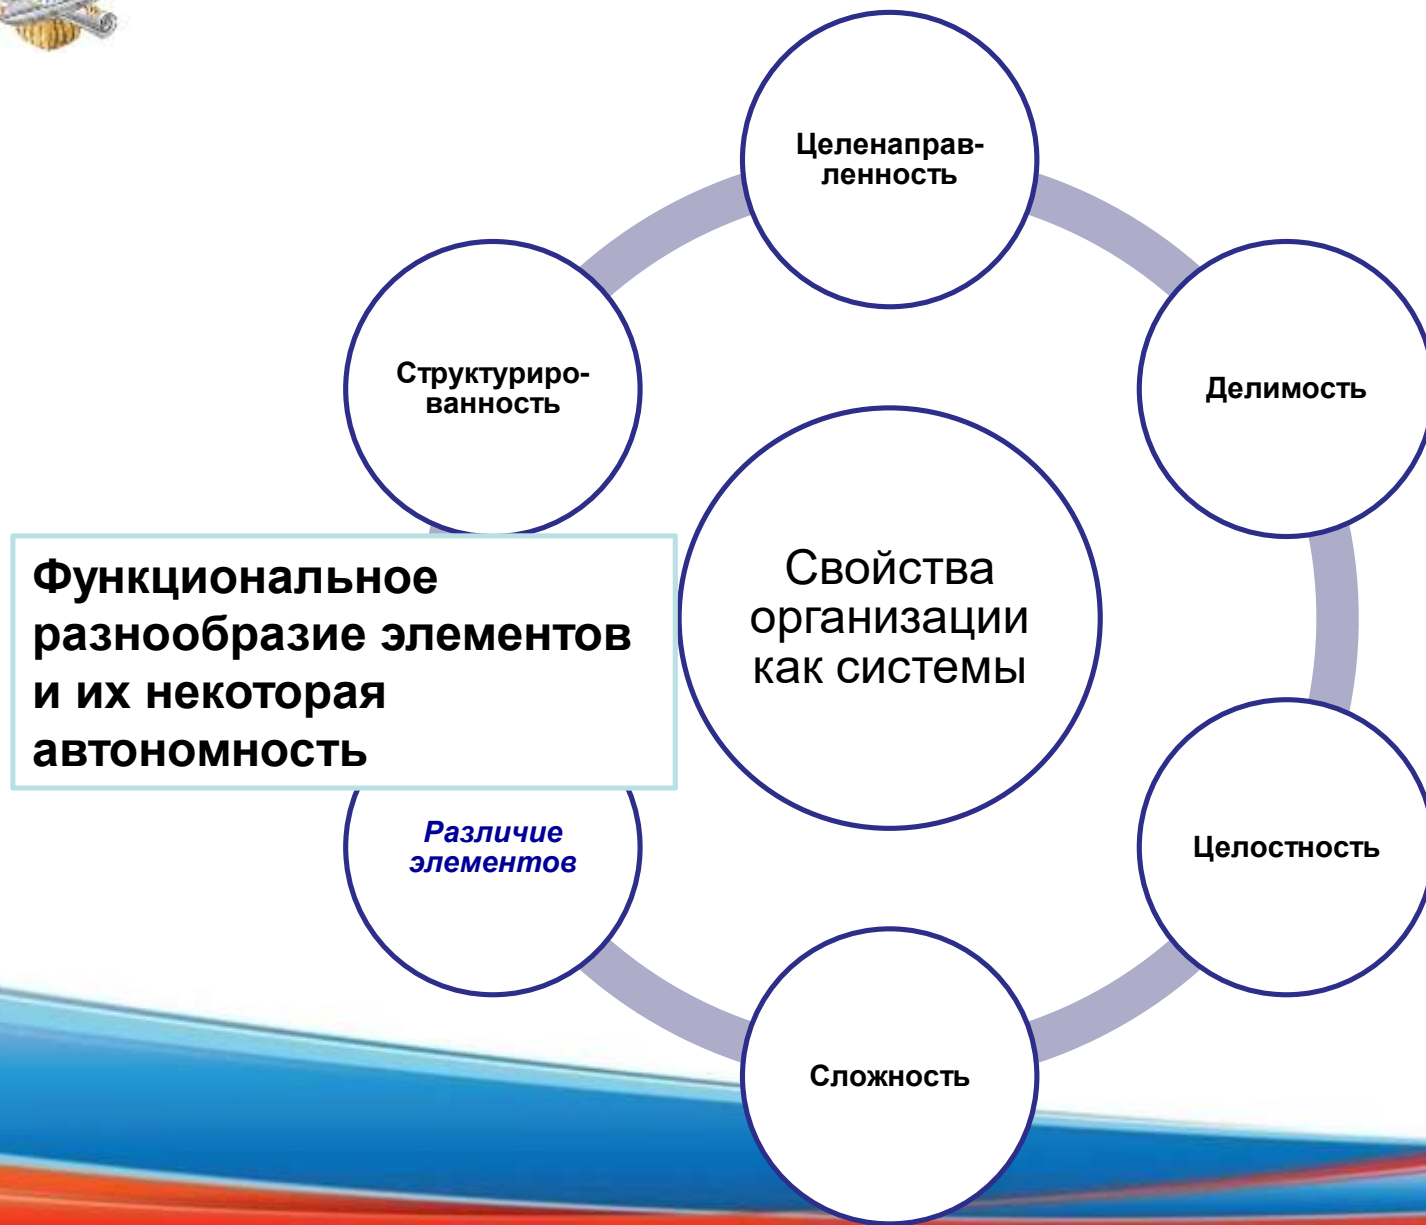 Целенаправ-
ленность
Структуриро-
ванность
Делимость
Свойства
организации
как системы
Функциональное
разнообразие элементов
и их некоторая
автономность
Различие
элементов
Целостность
Сложность